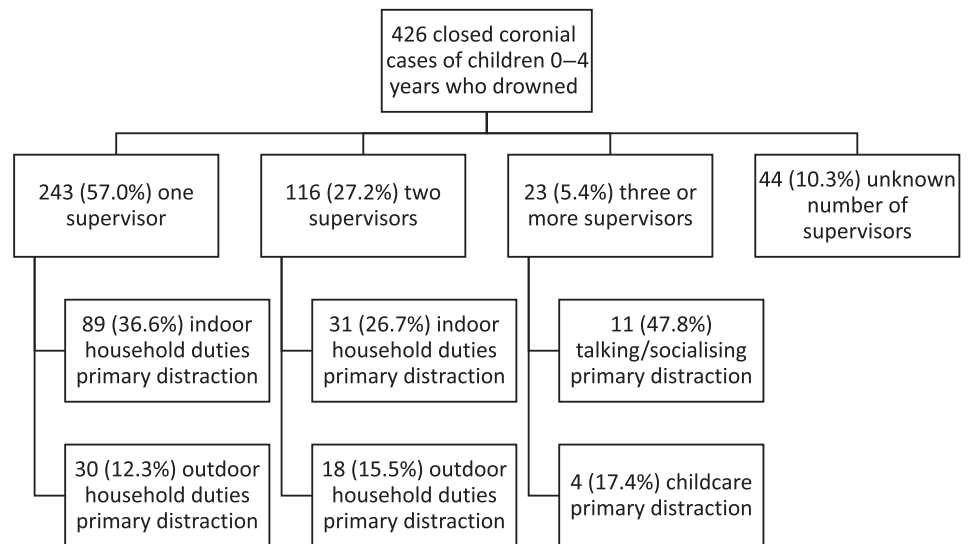 426 closed coronial
cases of children 0–4
years who drowned
243 (57.0%) one
supervisor
116 (27.2%) two
supervisors
23 (5.4%) three or
more supervisors
44 (10.3%) unknown
number of
supervisors
89 (36.6%) indoor
household duties
primary distraction
31 (26.7%) indoor
household duties
primary distraction
11 (47.8%)
talking/socialising
primary distraction
30 (12.3%) outdoor
household duties
primary distraction
18 (15.5%) outdoor
household duties
primary distraction
4 (17.4%) childcare
primary distraction